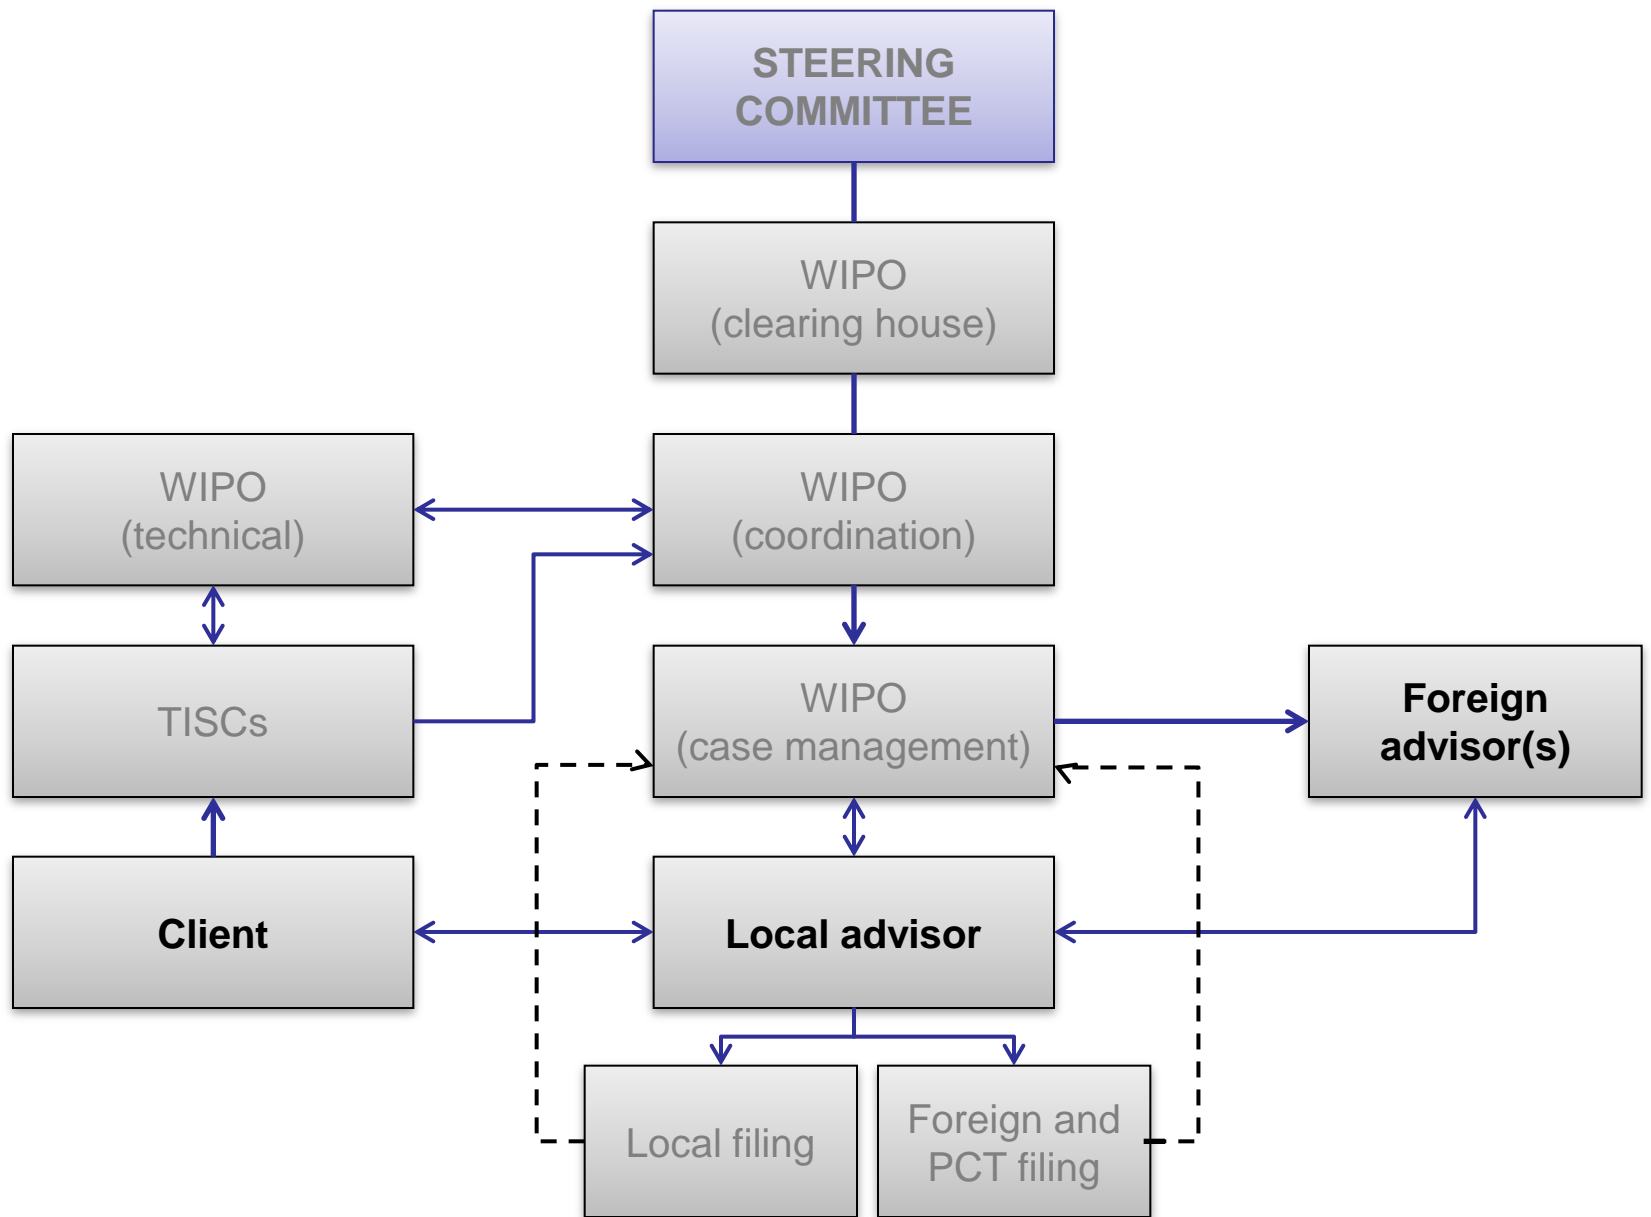 STEERING
COMMITTEE
WIPO
(clearing house)
WIPO
(technical)
WIPO
(coordination)
TISCs
WIPO
(case management)
Foreign
advisor(s)
Client
Local advisor
Local filing
Foreign and
PCT filing